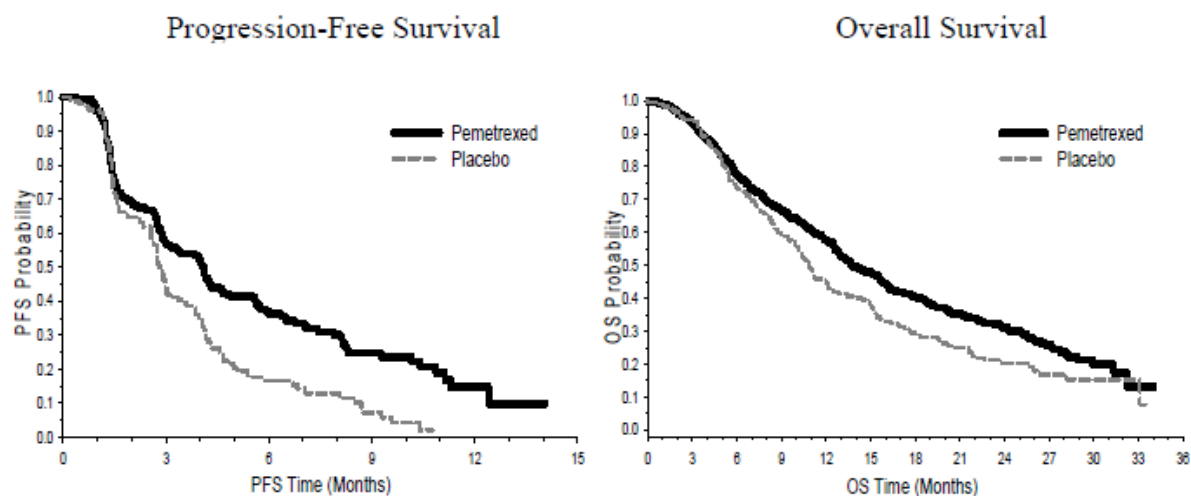 Progression-Free Survival
1.0
0.9
0.8
0.7
0.6
0.5
0.4
0.3
0.2
0.1
0.0
PFS Probability
Pemetrexed
Placebo
0 3 6 9 12 15
PFS Time (Months)
Overall Survival
1.0
0.9
0.8
0.7
0.6
0.5
0.4
0.3
0.2
0.1
0.0
OS Probability
Pemetrexed
Placebo
0 3 6 9 12 15 18 21 24 27 30 33 36
OS Time (Months)